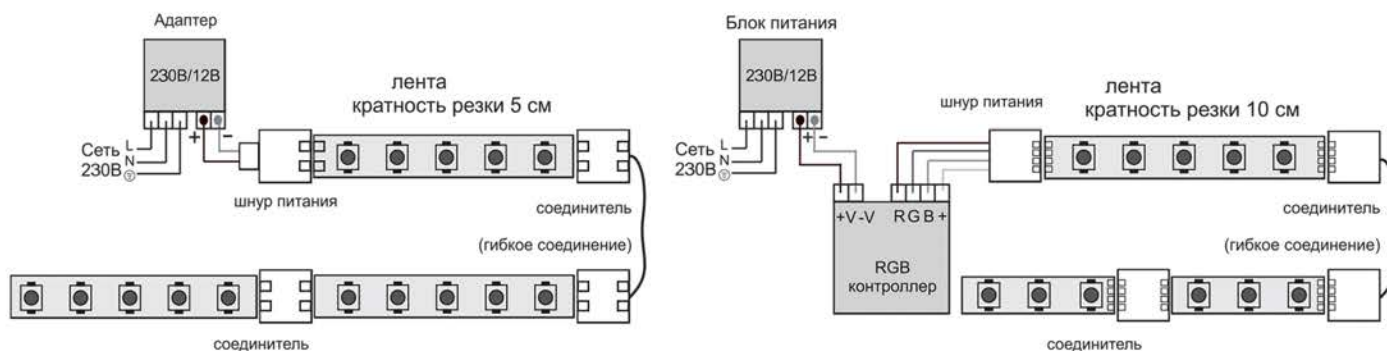 Адаптер
230В/12В
лента
кратность резки 5 см
+ –
Сеть L
N
230В
шнур питания
соединитель
(гибкое соединение)
соединитель
Блок питания
230В/12В
лента
кратность резки 10 см
шнур питания
+ –
Сеть L
N
230В
+V -V R G B +
RGB
контроллер
соединитель
(гибкое соединение)
соединитель